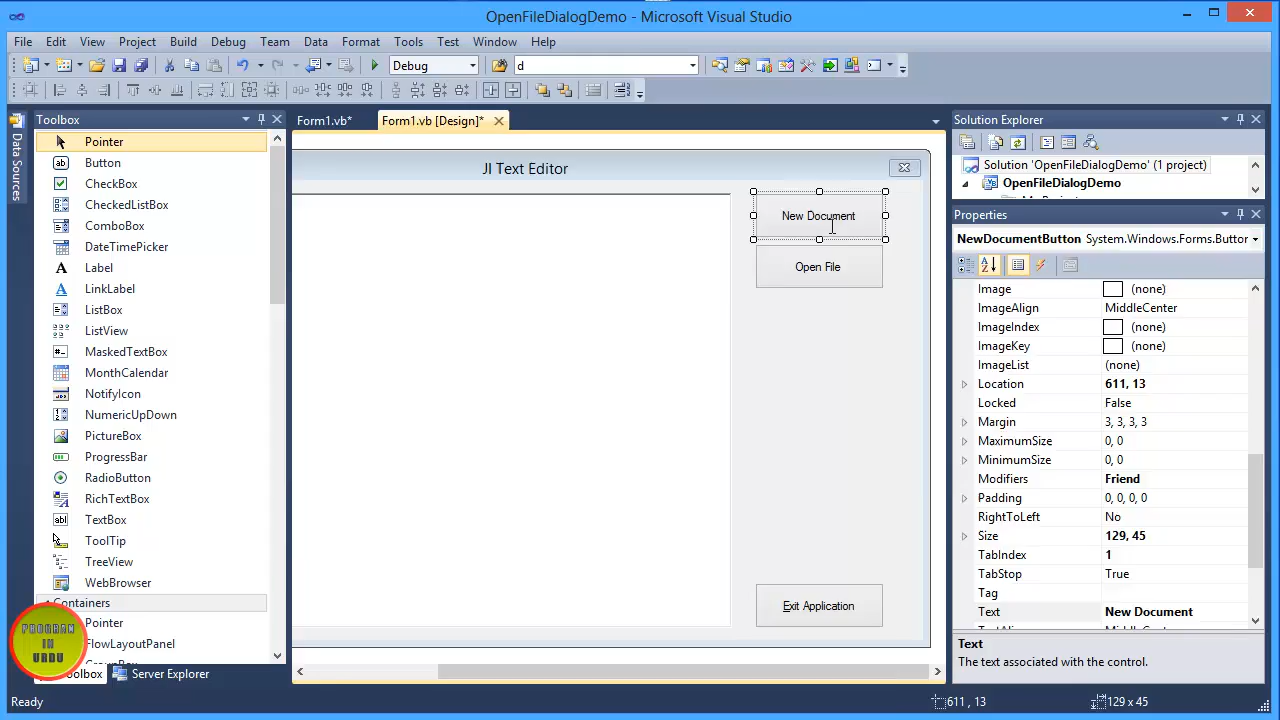 OpenFileDialogDemo - Microsoft Visual Studio
File Edit View Project Build Debug Team Data Format Tools Test Window Help
Debug d
Toolbox
Form1.vb*
Form1.vb [Design]*
Solution Explorer
Data Sources
Pointer
Button
CheckBox
CheckedListBox
ComboBox
DateTimePicker
Label
LinkLabel
ListBox
ListView
MaskedTextBox
MonthCalendar
NotifyIcon
NumericUpDown
PictureBox
ProgressBar
RadioButton
RichTextBox
TextBox
ToolTip
TreeView
WebBrowser
Containers
Pointer
FlowLayoutPanel
PROGRAM
IN
URDU
Server Explorer
JI Text Editor
New Document
Open File
Exit Application
Solution 'OpenFileDialogDemo' (1 project)
OpenFileDialogDemo
Properties
NewDocumentButton System.Windows.Forms.Button
Image (none)
ImageAlign MiddleCenter
ImageIndex (none)
ImageKey (none)
ImageList (none)
Location 611, 13
Locked False
Margin 3, 3, 3, 3
MaximumSize 0, 0
MinimumSize 0, 0
Modifiers Friend
Padding 0, 0, 0, 0
RightToLeft No
Size 129, 45
TabIndex 1
TabStop True
Tag
Text New Document
Text
The text associated with the control.
Ready
611 , 13
129 x 45